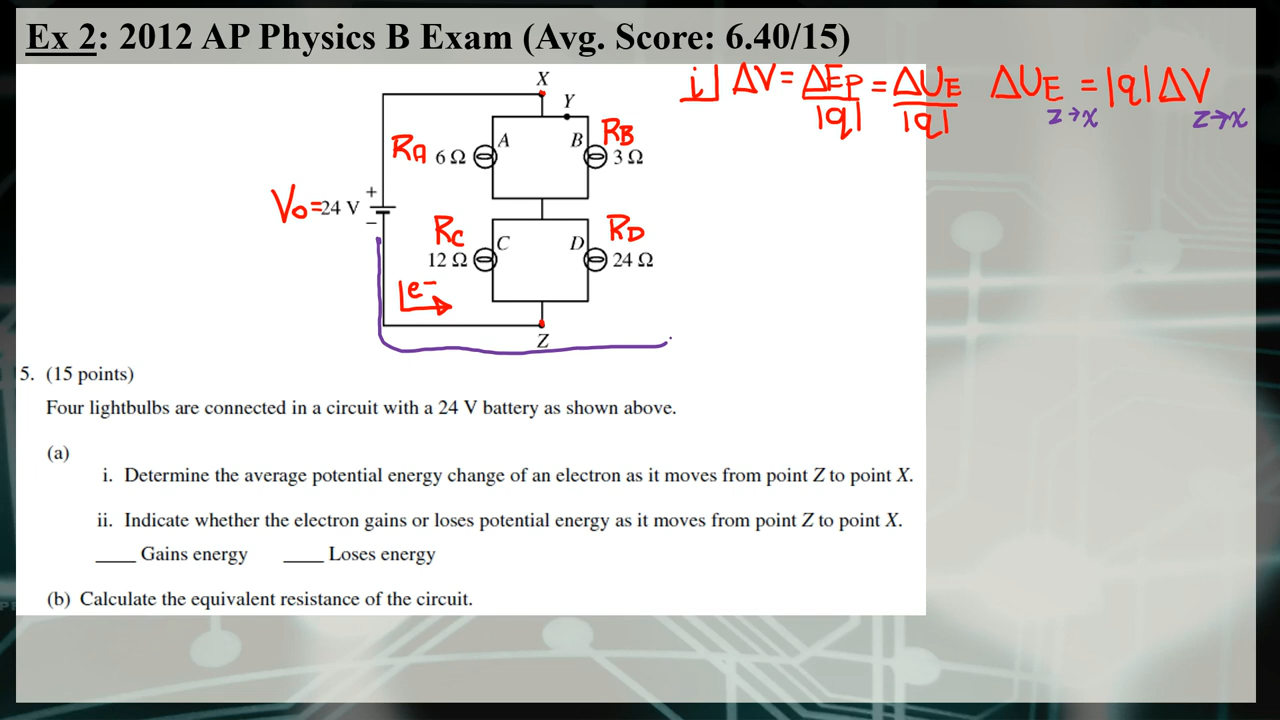 Ex 2: 2012 AP Physics B Exam (Avg. Score: 6.40/15)
i] ΔV = ΔEp/|q| = ΔUE/|q| ΔUE = |q|ΔV
Z→X Z→X
X
Y
A B RB
RA 6 Ω 3 Ω
+
V0 = 24 V
−
RC RD
C D
12 Ω 24 Ω
e−
Z
5. (15 points)
Four lightbulbs are connected in a circuit with a 24 V battery as shown above.
(a)
i. Determine the average potential energy change of an electron as it moves from point Z to point X.
ii. Indicate whether the electron gains or loses potential energy as it moves from point Z to point X.
____ Gains energy ____ Loses energy
(b) Calculate the equivalent resistance of the circuit.